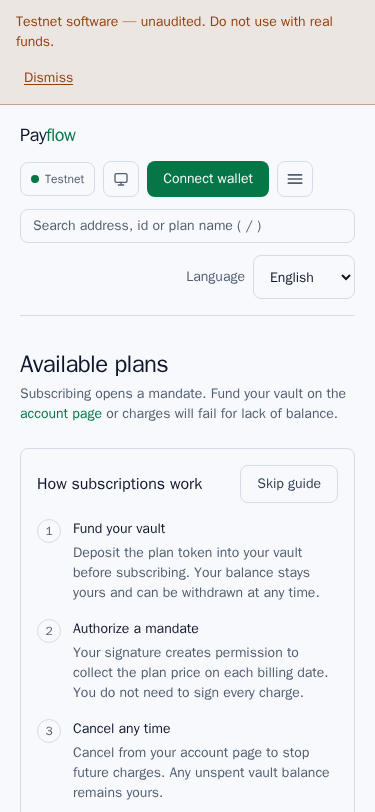 Testnet software — unaudited. Do not use with real
funds.
Dismiss
Payflow
Testnet
Connect wallet
Search address, id or plan name ( / )
Language
English
Available plans
Subscribing opens a mandate. Fund your vault on the
account page or charges will fail for lack of balance.
How subscriptions work
Skip guide
1
Fund your vault
Deposit the plan token into your vault
before subscribing. Your balance stays
yours and can be withdrawn at any time.
2
Authorize a mandate
Your signature creates permission to
collect the plan price on each billing date.
You do not need to sign every charge.
3
Cancel any time
Cancel from your account page to stop
future charges. Any unspent vault balance
remains yours.